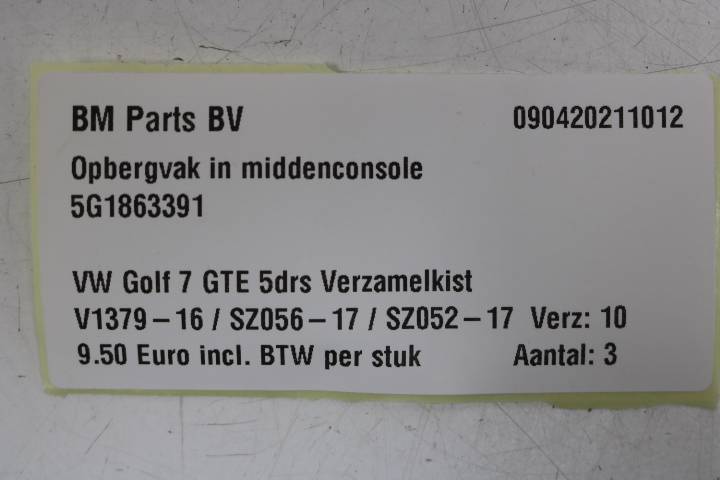 BM Parts BV 090420211012
Opbergvak in middenconsole
5G1863391
VW Golf 7 GTE 5drs Verzamelkist
V1379-16 / SZ056-17 / SZ052-17 Verz: 10
9.50 Euro incl. BTW per stuk Aantal: 3